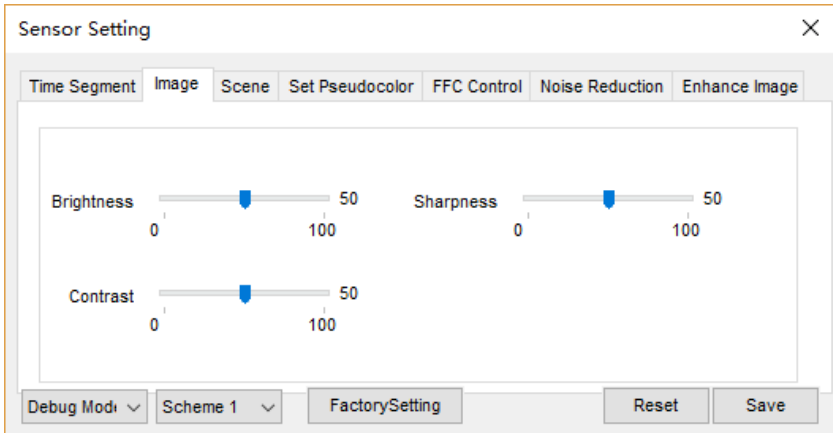 Sensor Setting
Time Segment Image Scene Set Pseudocolor FFC Control Noise Reduction Enhance Image
Brightness 50 Sharpness 50
0 100 0 100
Contrast 50
0 100
Debug Mod Scheme 1 FactorySetting Reset Save